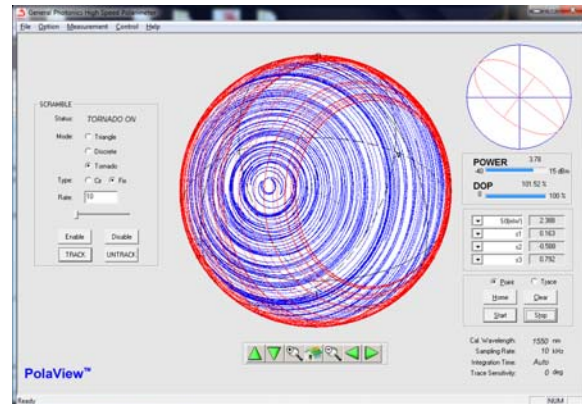 General Photonics High Speed Polarimeter
File Option Measurement Control Help
SCRAMBLE
Status: TORNADO ON
Mode: Triangle
Discrete
Tornado
Type: Fix
Rate: 10
Enable Disable
TRACK UNTRACK
POWER 3.78
-40 15 dBm
DOP 101.52 %
0 100 %
S0(mW) 2.388
s1 0.163
s2 -0.588
s3 0.792
Point Trace
Home Clear
Start Stop
Cal. Wavelength: 1550 nm
Sampling Rate: 10 kHz
Integration Time: Auto
Trace Sensitivity: 0 deg
PolaView™
Ready NUM